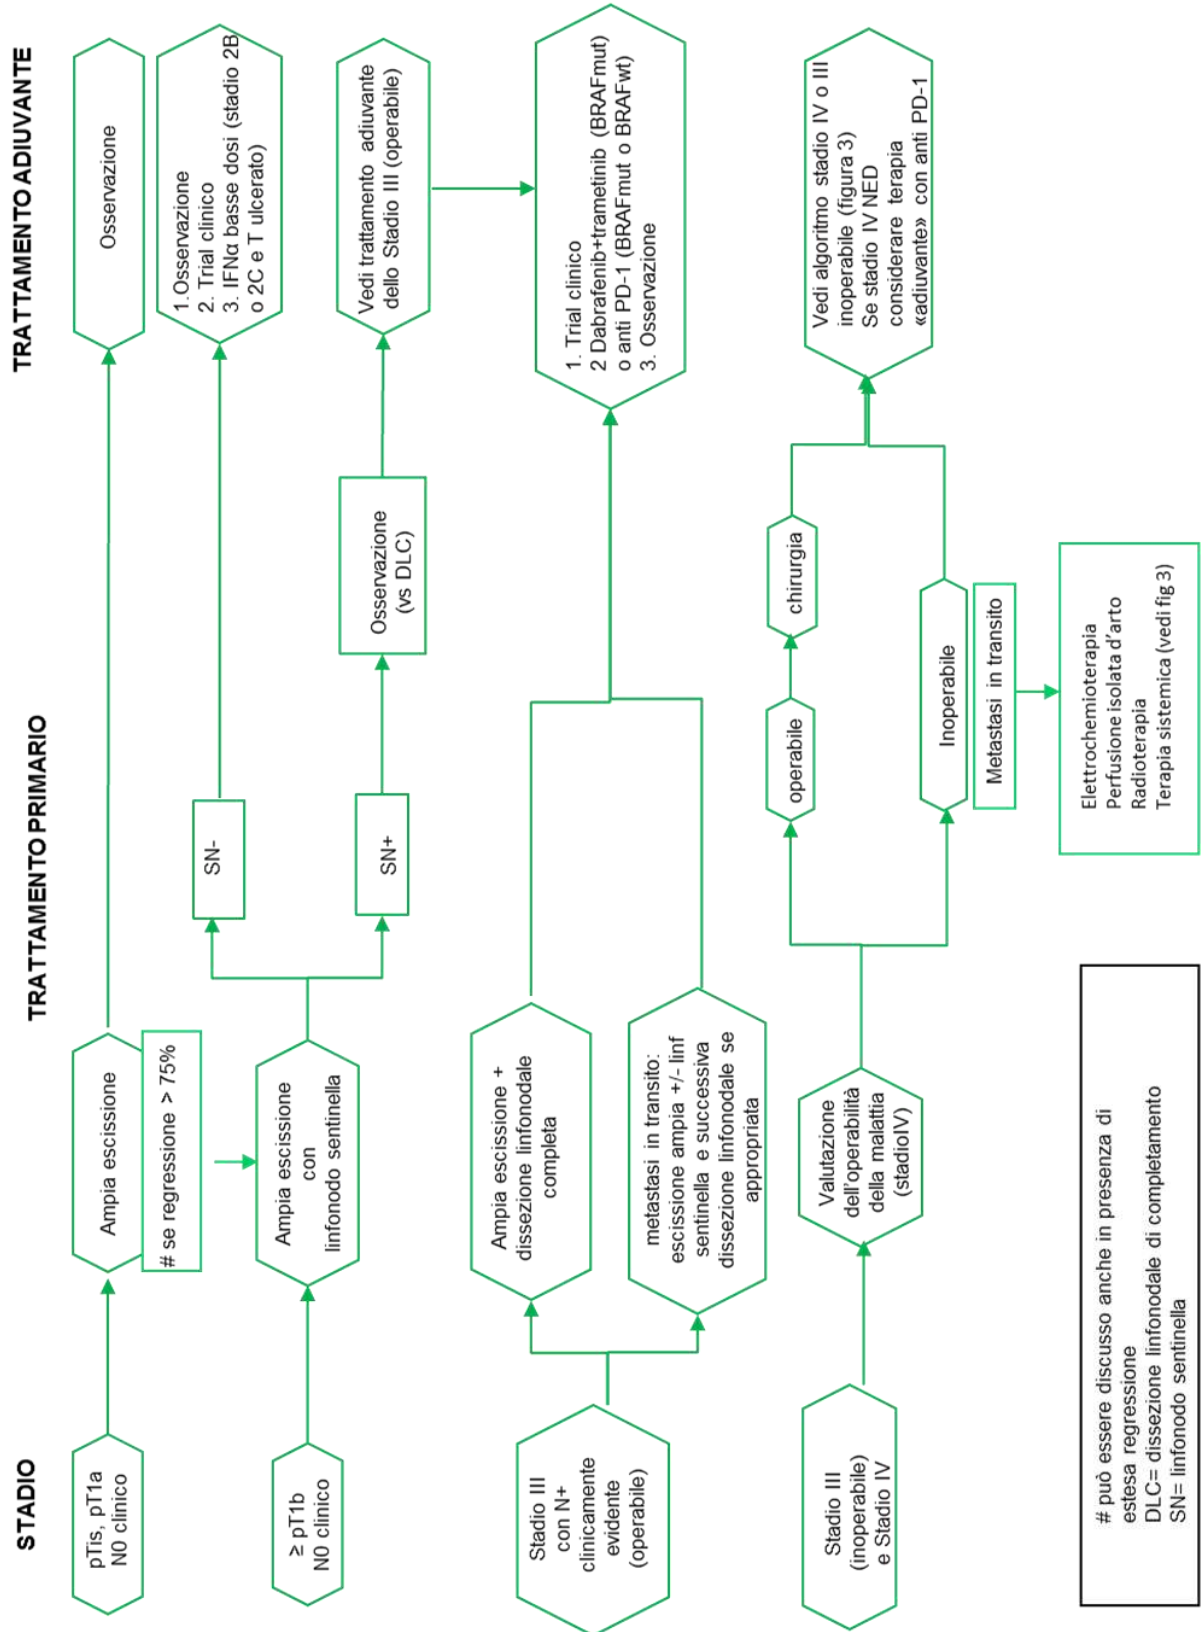 STADIO
TRATTAMENTO PRIMARIO
TRATTAMENTO ADIUVANTE
pTis, pT1a
N0 clinico
Ampia escissione
# se regressione > 75%
Osservazione
≥ pT1b
N0 clinico
Ampia escissione
con
linfonodo sentinella
SN-
1.Osservazione
2. Trial clinico
3. IFNα basse dosi (stadio 2B
o 2C e T ulcerato)
SN+
Osservazione
(vs DLC)
Vedi trattamento adiuvante
dello Stadio III (operabile)
Stadio III
con N+
clinicamente
evidente
(operabile)
Ampia escissione +
dissezione linfonodale
completa
metastasi in transito:
escissione ampia +/- linf
sentinella e successiva
dissezione linfonodale se
appropriata
1. Trial clinico
2 Dabrafenib+trametinib (BRAFmut)
o anti PD-1 (BRAFmut o BRAFwt)
3. Osservazione
Stadio III
(inoperabile)
e Stadio IV
Valutazione
dell'operabilità
della malattia
(stadioIV)
operabile
chirurgia
Inoperabile
Metastasi in transito
Vedi algoritmo stadio IV o III
inoperabile (figura 3)
Se stadio IV NED
considerare terapia
«adiuvante» con anti PD-1
Elettrochemioterapia
Perfusione isolata d'arto
Radioterapia
Terapia sistemica (vedi fig 3)
# può essere discusso anche in presenza di
estesa regressione
DLC= dissezione linfonodale di completamento
SN= linfonodo sentinella